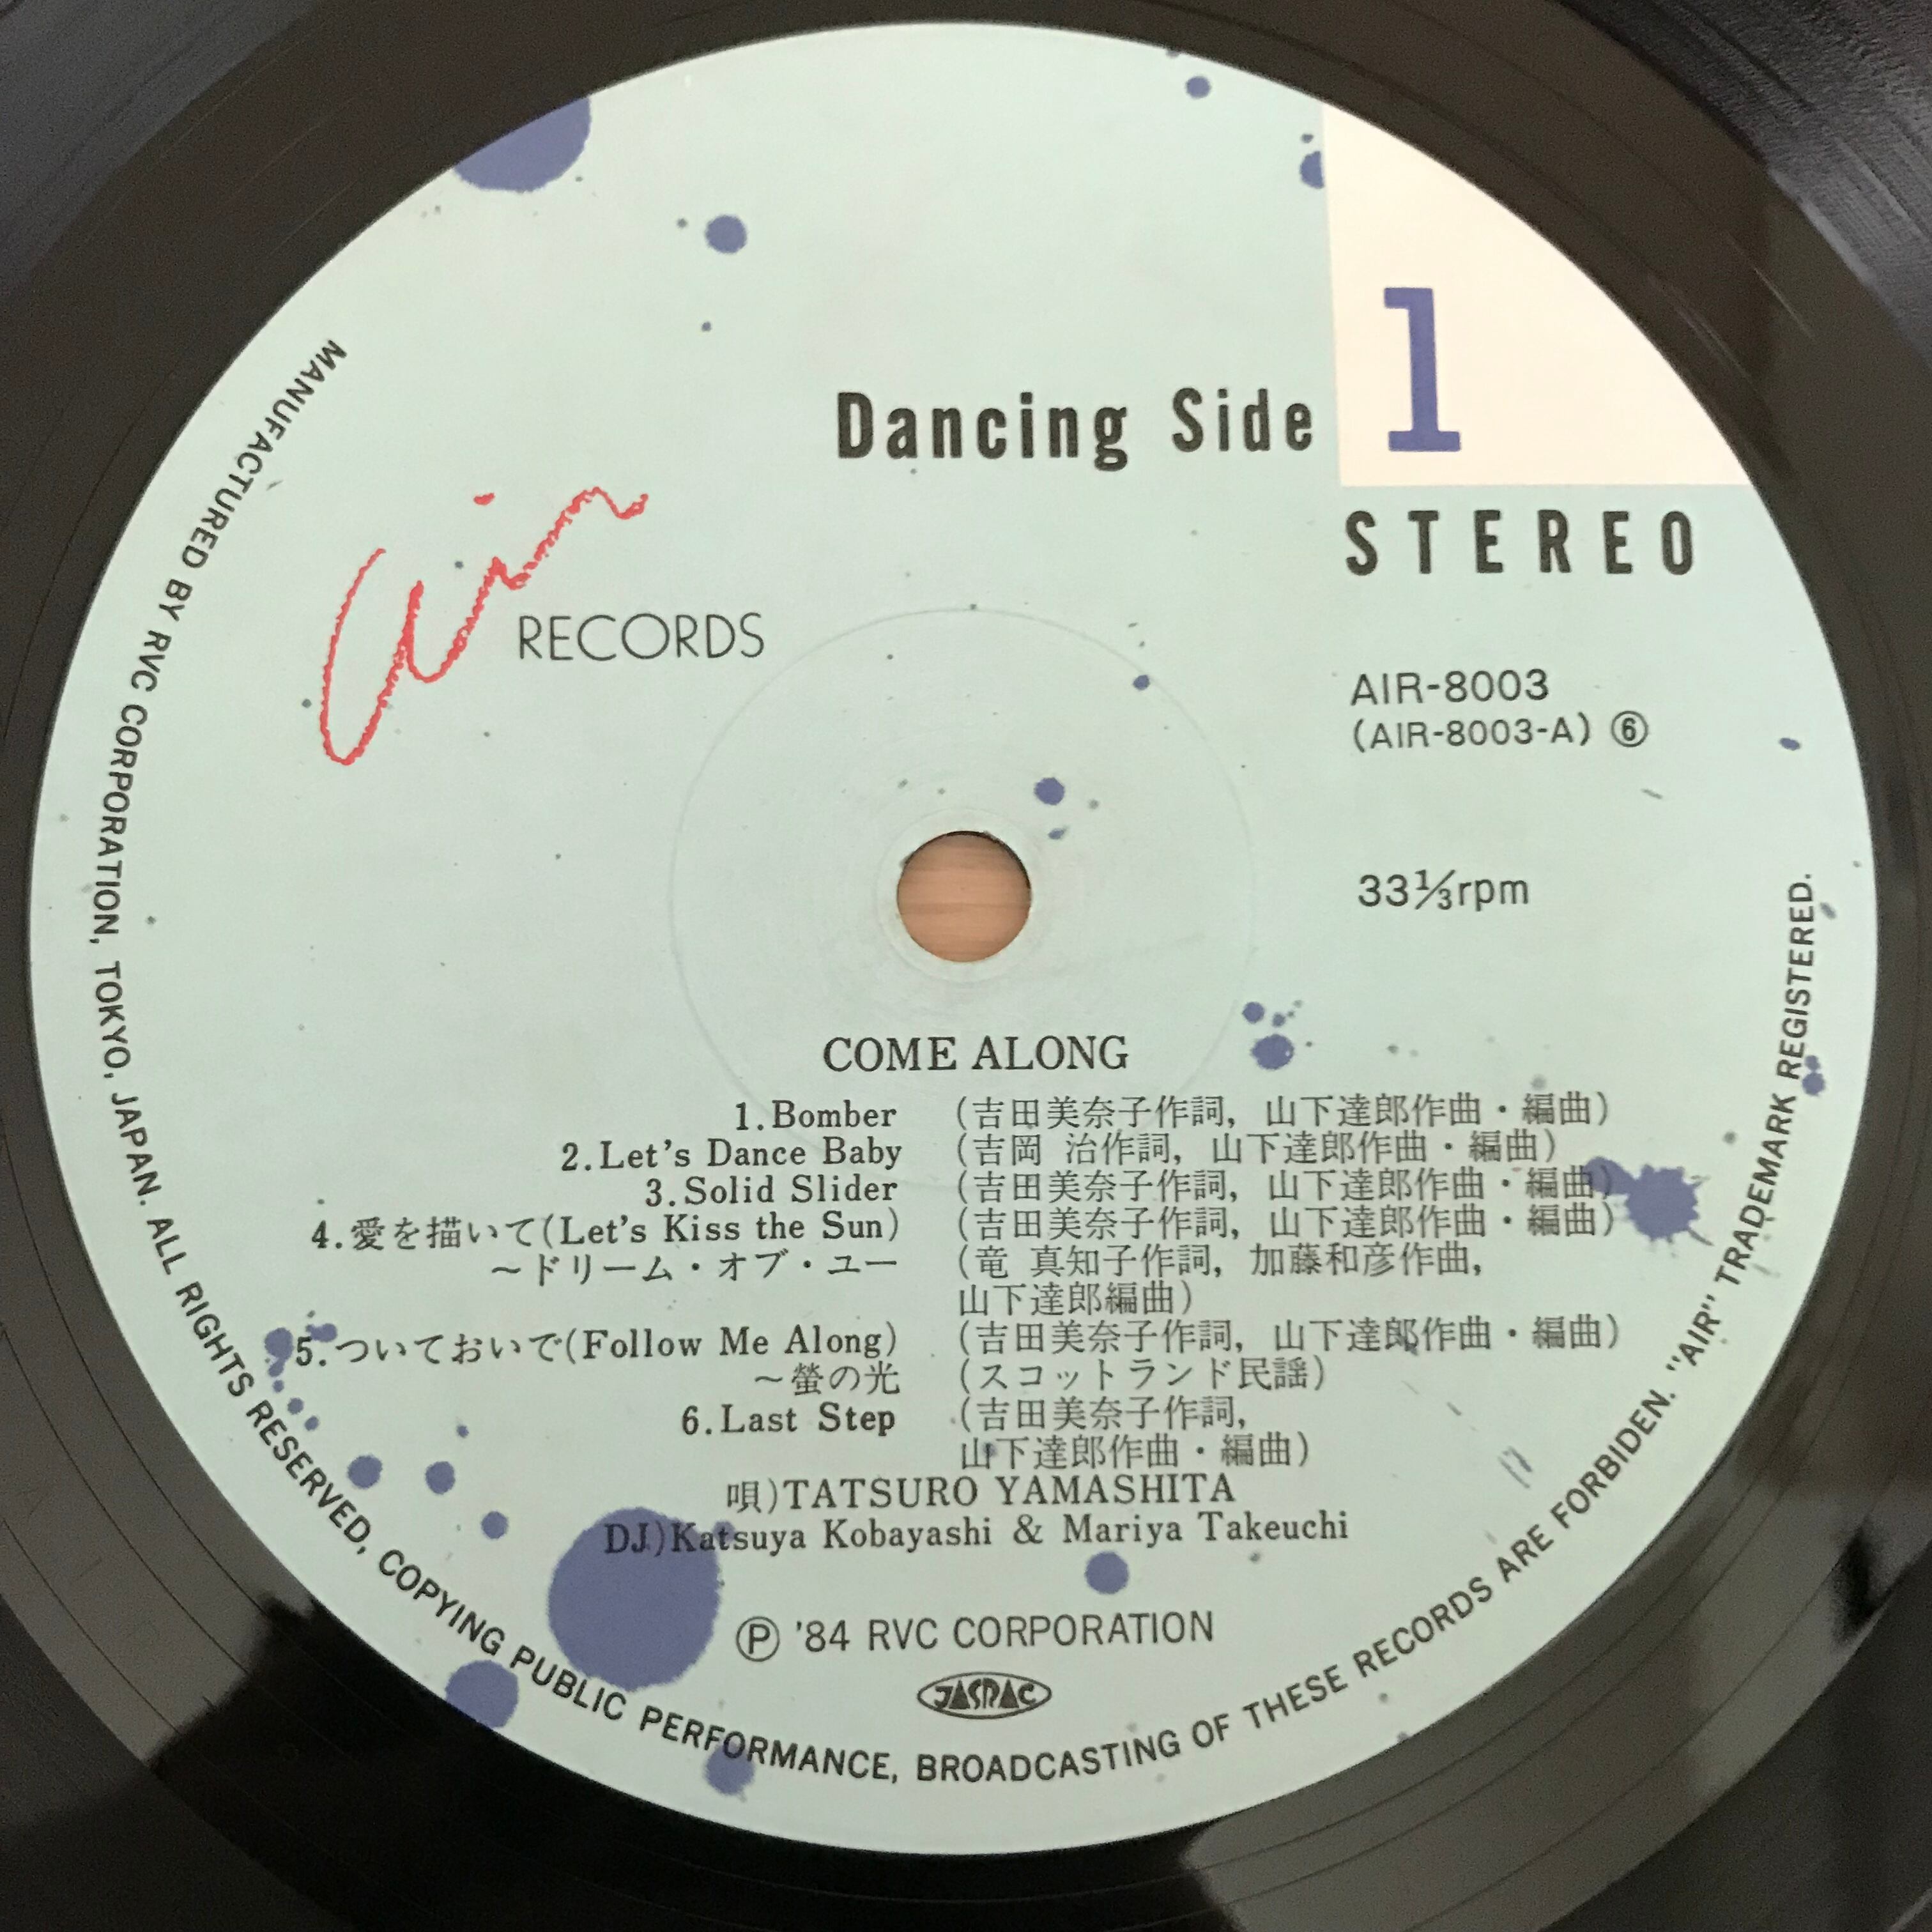 1
Dancing Side
STEREO
Air
RECORDS
AIR-8003
(AIR-8003-A) ⑥
33⅓rpm
COME ALONG
1.Bomber (吉田美奈子作詞, 山下達郎作曲・編曲)
2.Let's Dance Baby (吉岡 治作詞, 山下達郎作曲・編曲)
3.Solid Slider (吉田美奈子作詞, 山下達郎作曲・編曲)
4.愛を描いて(Let's Kiss the Sun) (吉田美奈子作詞, 山下達郎作曲・編曲)
～ドリーム・オブ・ユー (竜 真知子作詞, 加藤和彦作曲,
山下達郎編曲)
5.ついておいで(Follow Me Along) (吉田美奈子作詞, 山下達郎作曲・編曲)
～螢の光 (スコットランド民謡)
6.Last Step (吉田美奈子作詞,
山下達郎作曲・編曲)
唄)TATSURO YAMASHITA
DJ)Katsuya Kobayashi & Mariya Takeuchi
Ⓟ '84 RVC CORPORATION
JASRAC
MANUFACTURED BY RVC CORPORATION, TOKYO, JAPAN. ALL RIGHTS RESERVED, COPYING PUBLIC PERFORMANCE, BROADCASTING OF THESE RECORDS ARE FORBIDEN. "AIR" TRADEMARK REGISTERED.